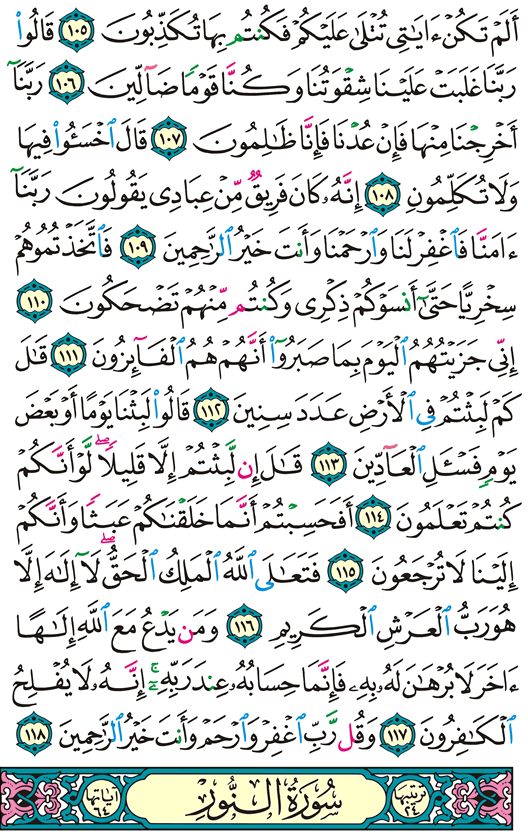 أَلَمْ تَكُنْ ءَايَٰتِى تُتْلَىٰ عَلَيْكُمْ فَكُنتُم بِهَا تُكَذِّبُونَ ١٠٥ قَالُوا۟
رَبَّنَا غَلَبَتْ عَلَيْنَا شِقْوَتُنَا وَكُنَّا قَوْمًا ضَآلِّينَ ١٠٦ رَبَّنَآ
أَخْرِجْنَا مِنْهَا فَإِنْ عُدْنَا فَإِنَّا ظَٰلِمُونَ ١٠٧ قَالَ ٱخْسَـُٔوا۟ فِيهَا
وَلَا تُكَلِّمُونِ ١٠٨ إِنَّهُۥ كَانَ فَرِيقٌ مِّنْ عِبَادِى يَقُولُونَ رَبَّنَآ
ءَامَنَّا فَٱغْفِرْ لَنَا وَٱرْحَمْنَا وَأَنتَ خَيْرُ ٱلرَّٰحِمِينَ ١٠٩ فَٱتَّخَذْتُمُوهُمْ
سِخْرِيًّا حَتَّىٰٓ أَنسَوْكُمْ ذِكْرِى وَكُنتُم مِّنْهُمْ تَضْحَكُونَ ١١٠
إِنِّى جَزَيْتُهُمُ ٱلْيَوْمَ بِمَا صَبَرُوٓا۟ أَنَّهُمْ هُمُ ٱلْفَآئِزُونَ ١١١ قَٰلَ
كَمْ لَبِثْتُمْ فِى ٱلْأَرْضِ عَدَدَ سِنِينَ ١١٢ قَالُوا۟ لَبِثْنَا يَوْمًا أَوْ بَعْضَ
يَوْمٍ فَسْـَٔلِ ٱلْعَآدِّينَ ١١٣ قَٰلَ إِن لَّبِثْتُمْ إِلَّا قَلِيلًا ۖ لَّوْ أَنَّكُمْ
كُنتُمْ تَعْلَمُونَ ١١٤ أَفَحَسِبْتُمْ أَنَّمَا خَلَقْنَٰكُمْ عَبَثًا وَأَنَّكُمْ
إِلَيْنَا لَا تُرْجَعُونَ ١١٥ فَتَعَٰلَى ٱللَّهُ ٱلْمَلِكُ ٱلْحَقُّ ۖ لَآ إِلَٰهَ إِلَّا
هُوَ رَبُّ ٱلْعَرْشِ ٱلْكَرِيمِ ١١٦ وَمَن يَدْعُ مَعَ ٱللَّهِ إِلَٰهًا
ءَاخَرَ لَا بُرْهَٰنَ لَهُۥ بِهِۦ فَإِنَّمَا حِسَابُهُۥ عِندَ رَبِّهِۦٓ ۚ إِنَّهُۥ لَا يُفْلِحُ
ٱلْكَٰفِرُونَ ١١٧ وَقُل رَّبِّ ٱغْفِرْ وَٱرْحَمْ وَأَنتَ خَيْرُ ٱلرَّٰحِمِينَ ١١٨
ترتيبها ٢٤ سُورَةُ النُّورِ آياتها ٦٤